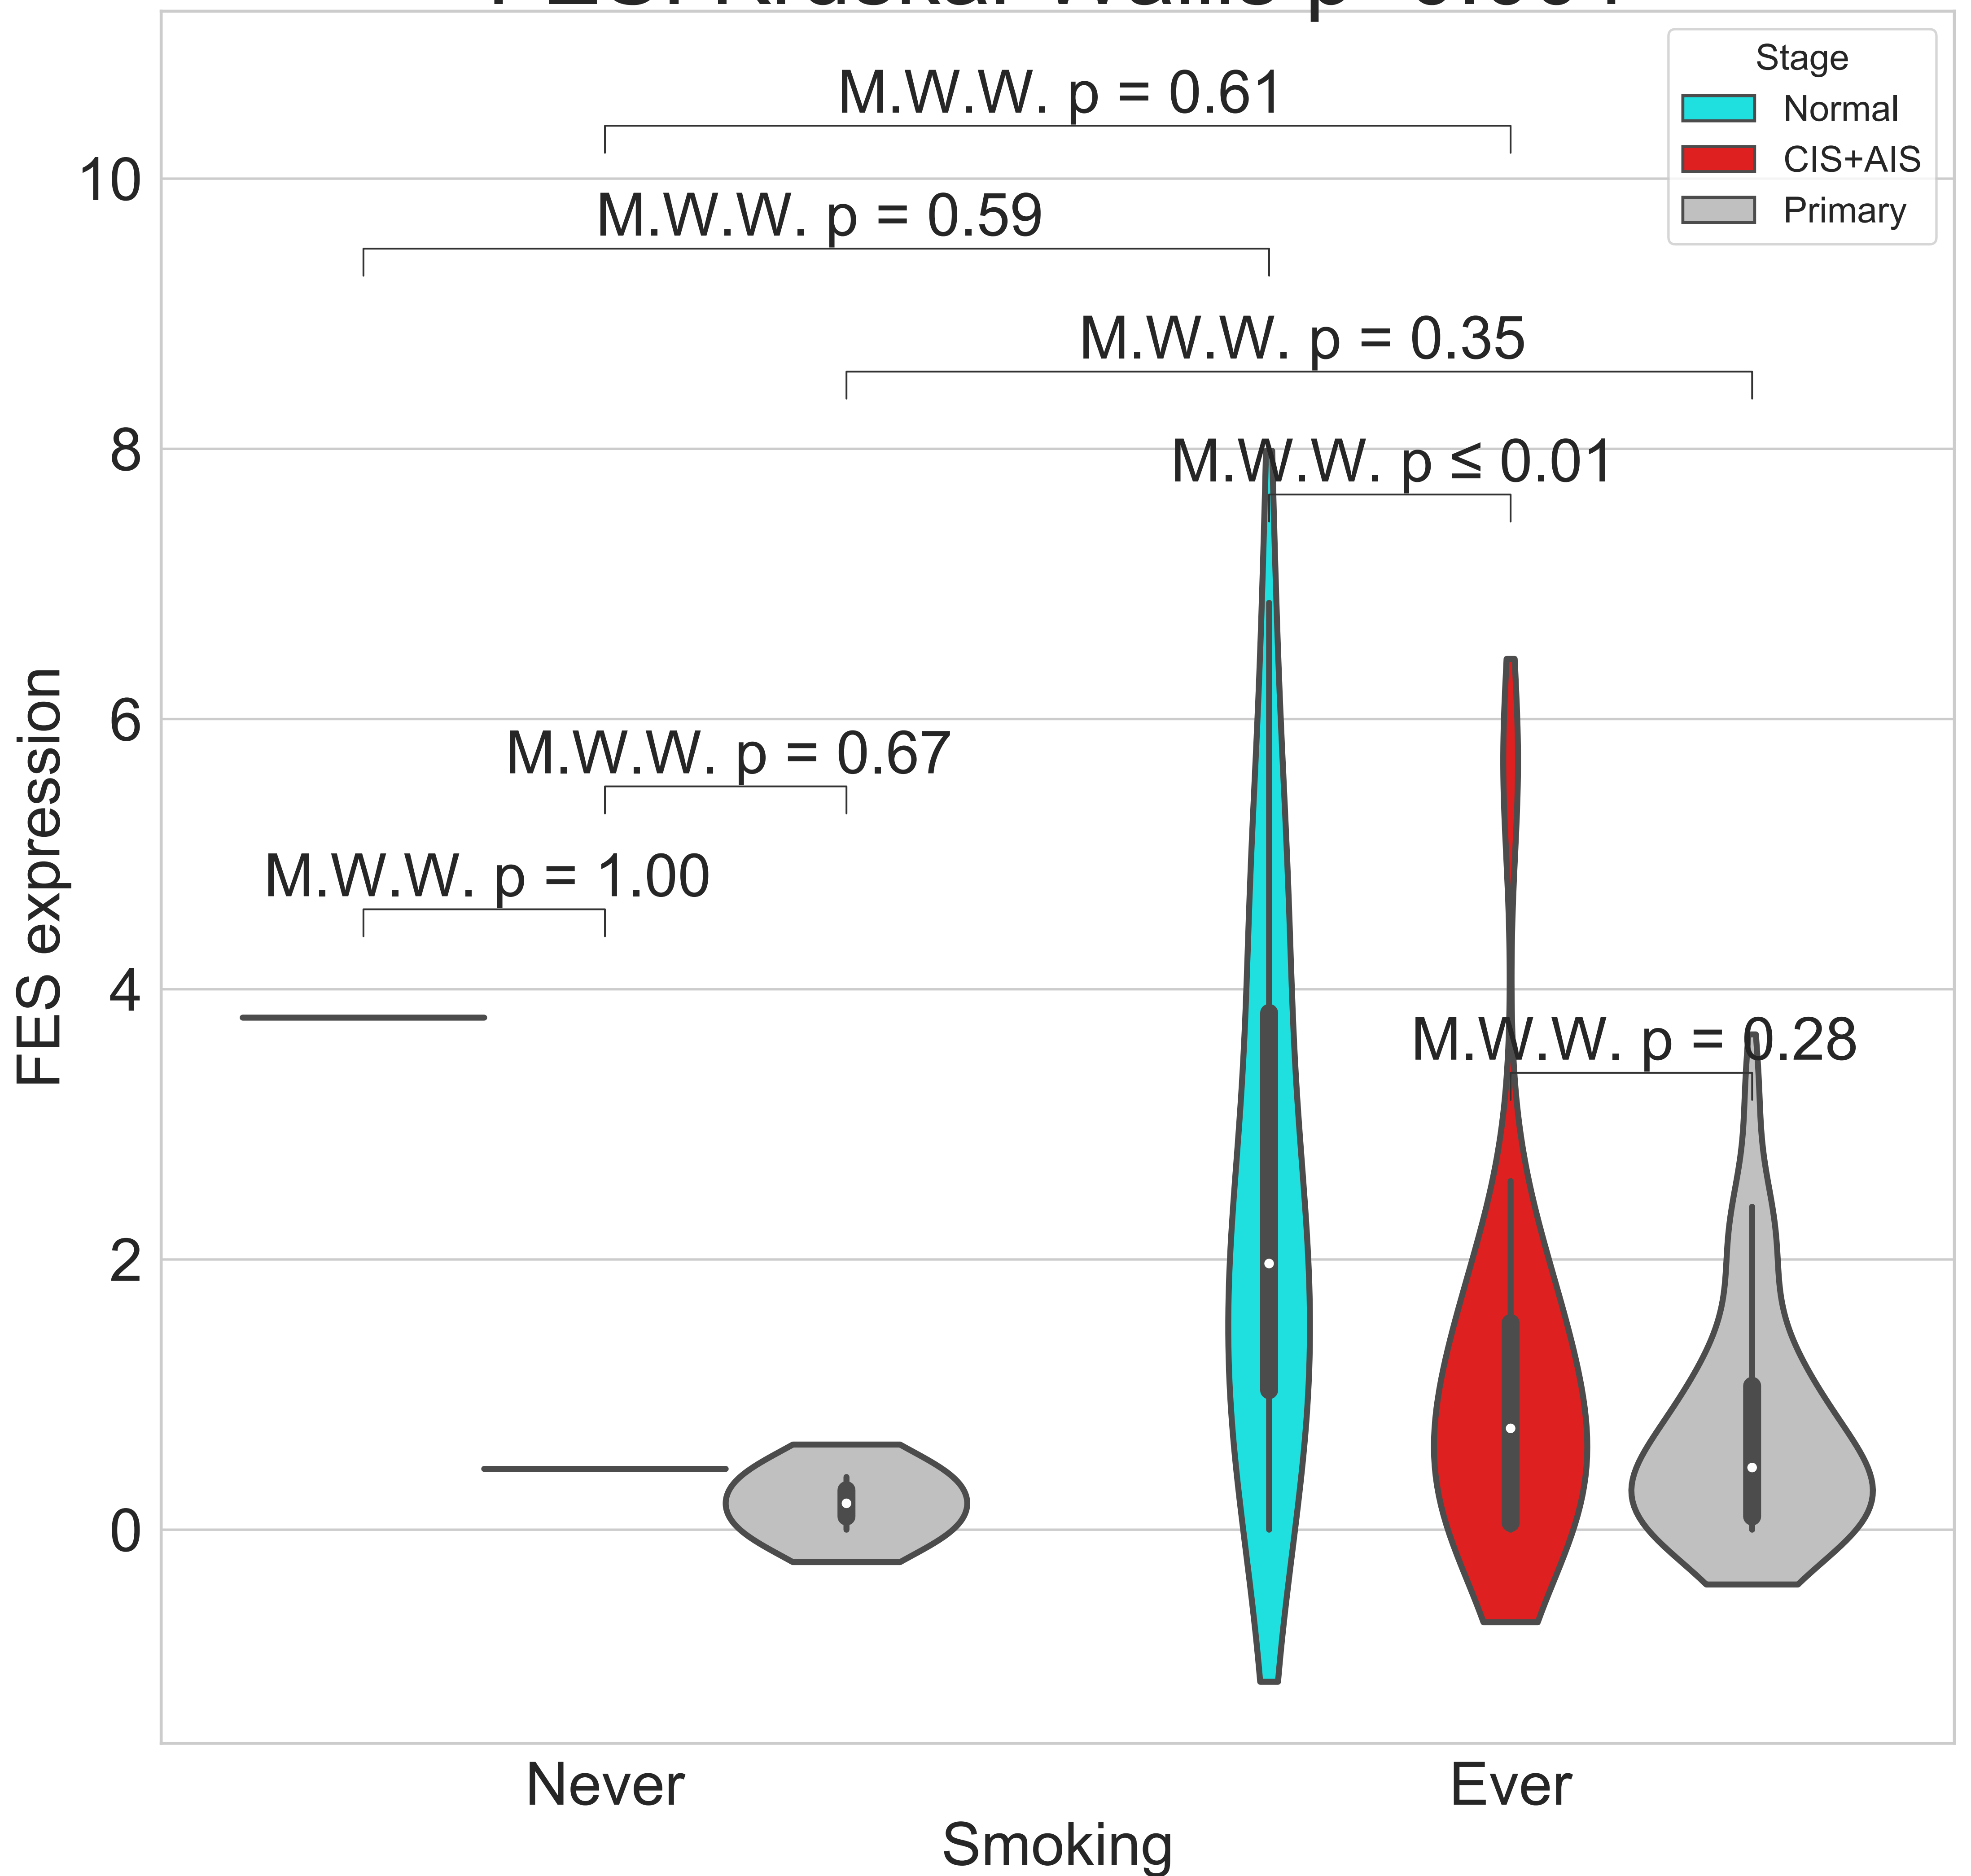 Stage
Normal
CIS+AIS
Primary
M.W.W. p = 0.61
M.W.W. p = 0.59
M.W.W. p = 0.35
M.W.W. p ≤ 0.01
M.W.W. p = 0.67
M.W.W. p = 1.00
M.W.W. p = 0.28
10
8
6
4
2
0
FES expression
Never
Ever
Smoking